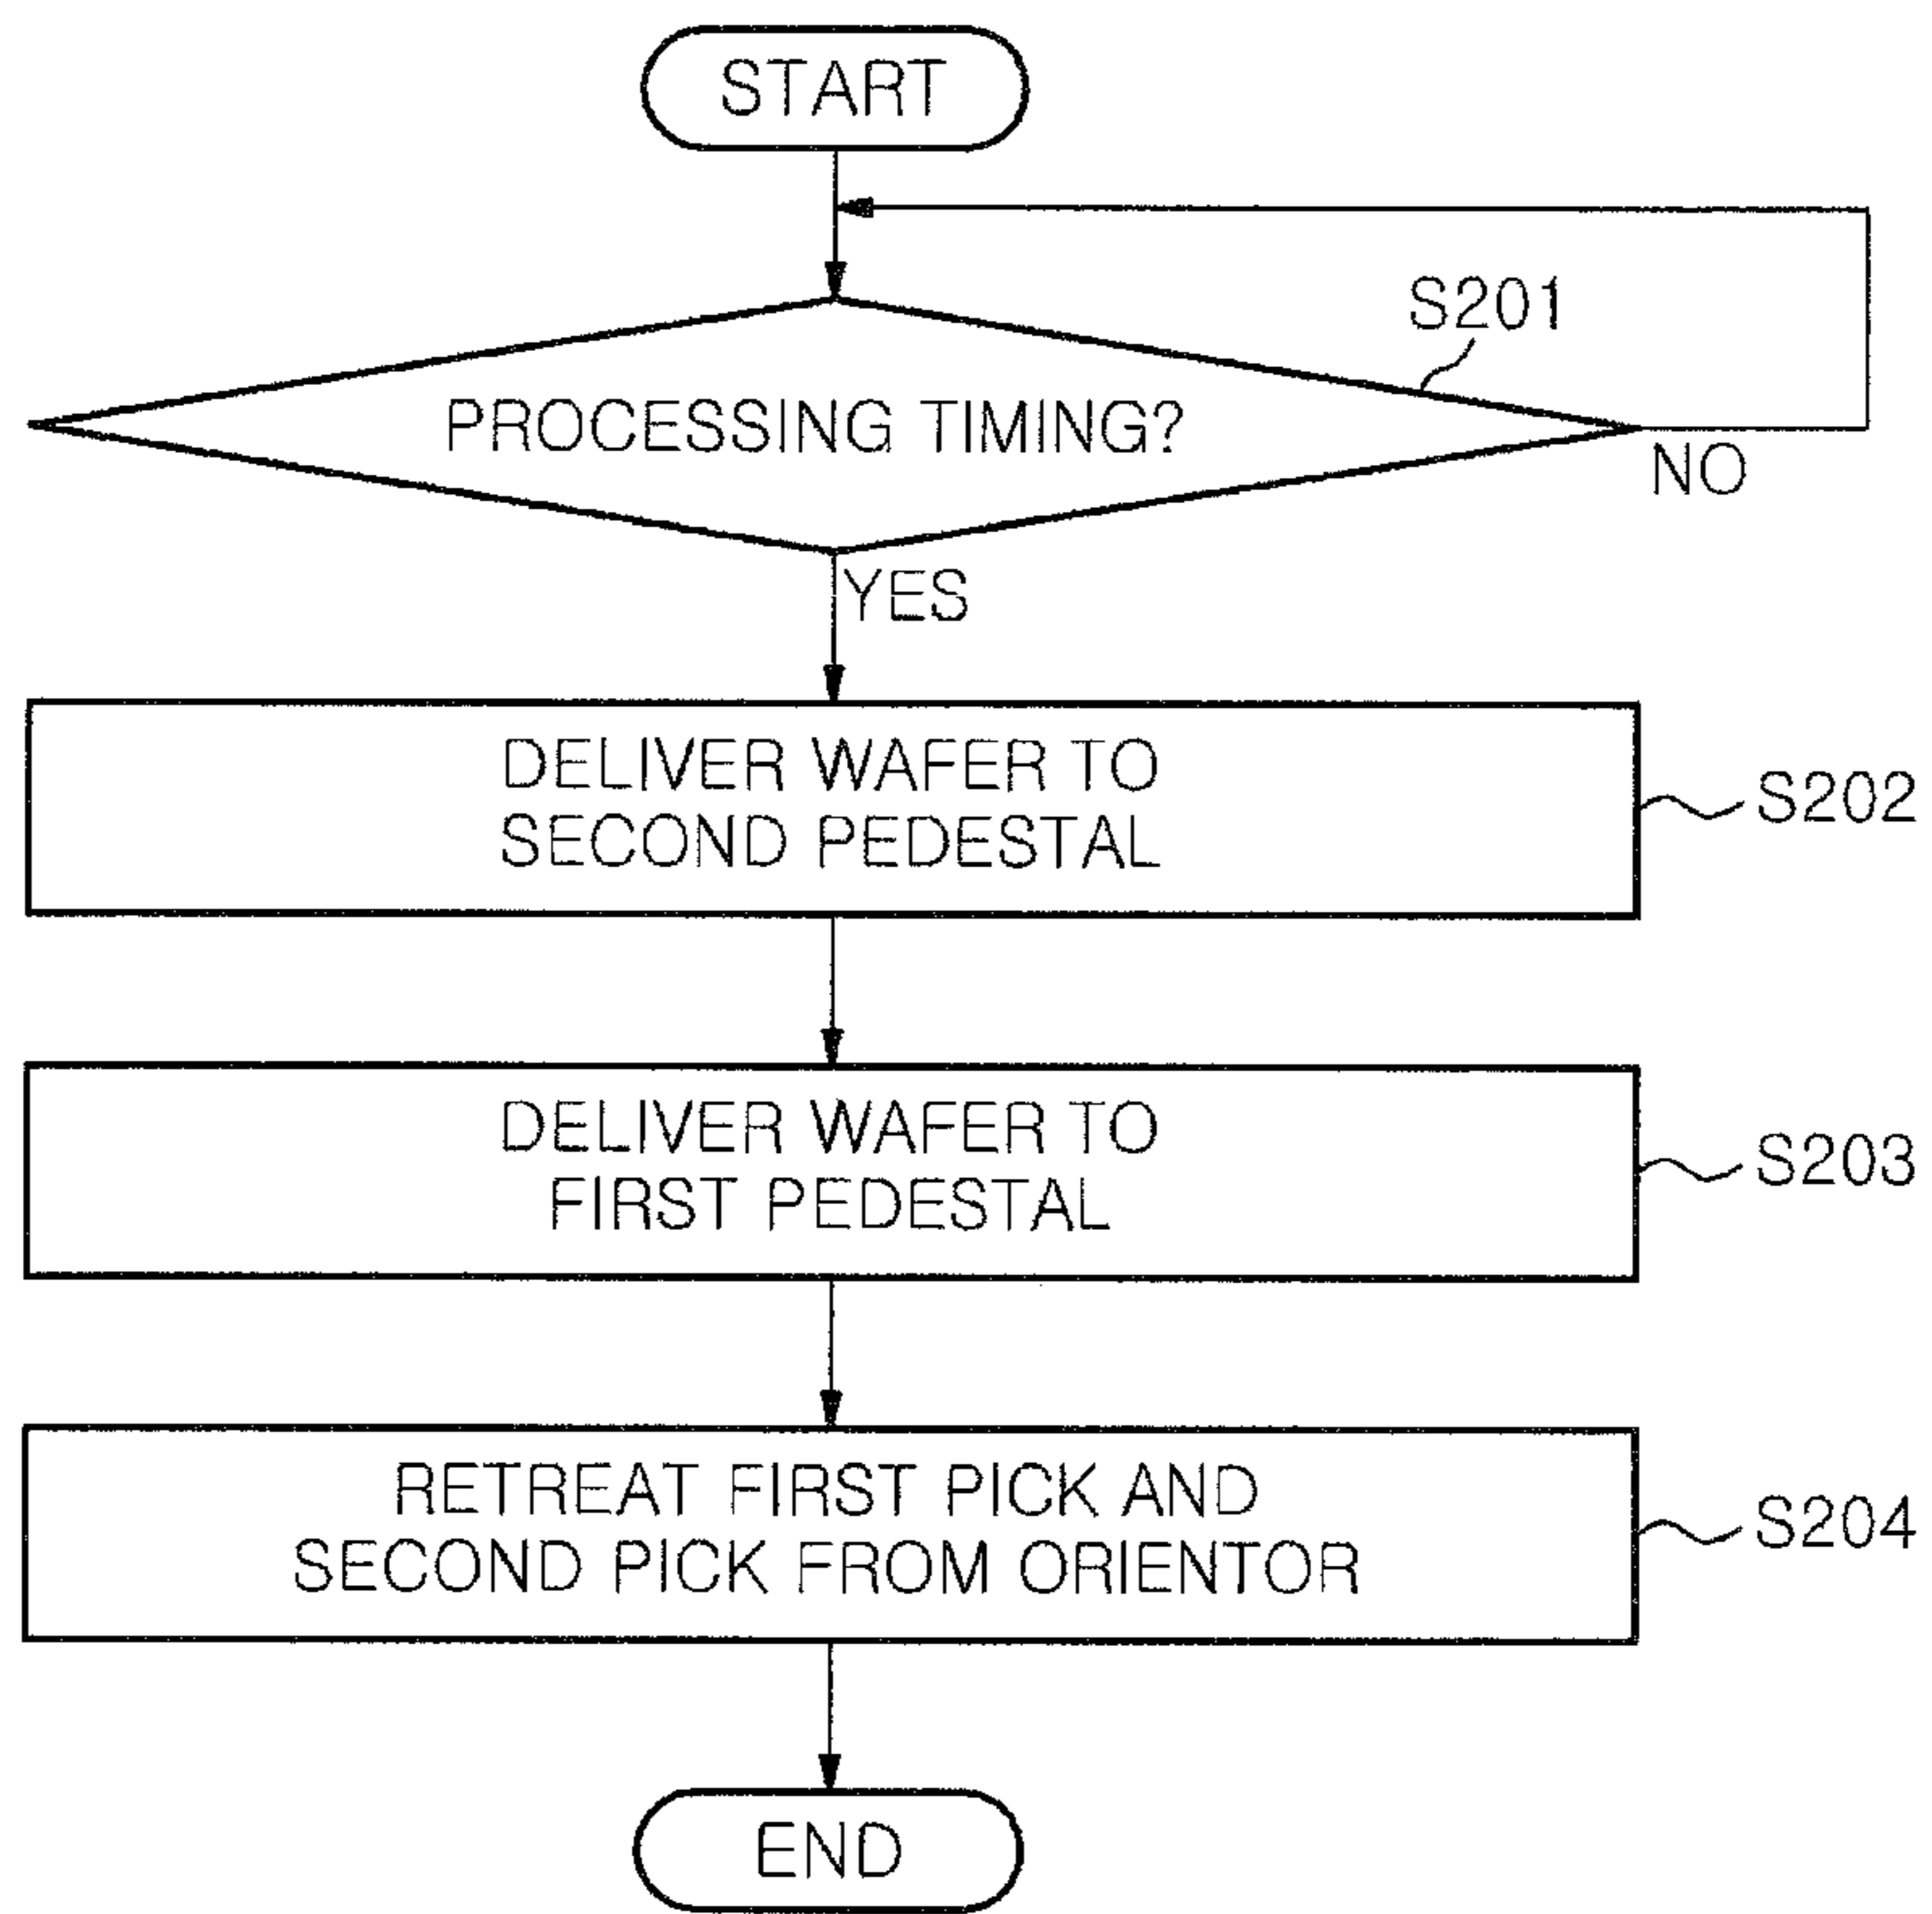 START
S201
PROCESSING TIMING?
NO
YES
DELIVER WAFER TO
SECOND PEDESTAL
S202
DELIVER WAFER TO
FIRST PEDESTAL
S203
RETREAT FIRST PICK AND
SECOND PICK FROM ORIENTOR
S204
END